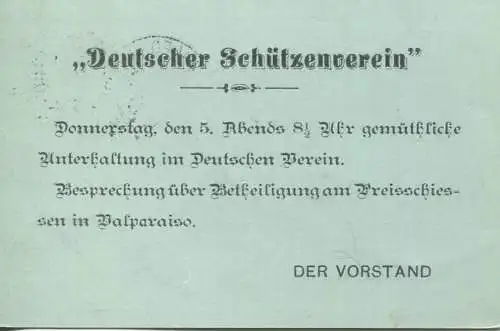 „Deutscher Schützenverein”
Donnerstag, den 5. Abends 8½ Uhr gemüthliche
Unterhaltung im Deutschen Verein.
Besprechung über Betheiligung am Preisschies-
sen in Valparaiso.
DER VORSTAND